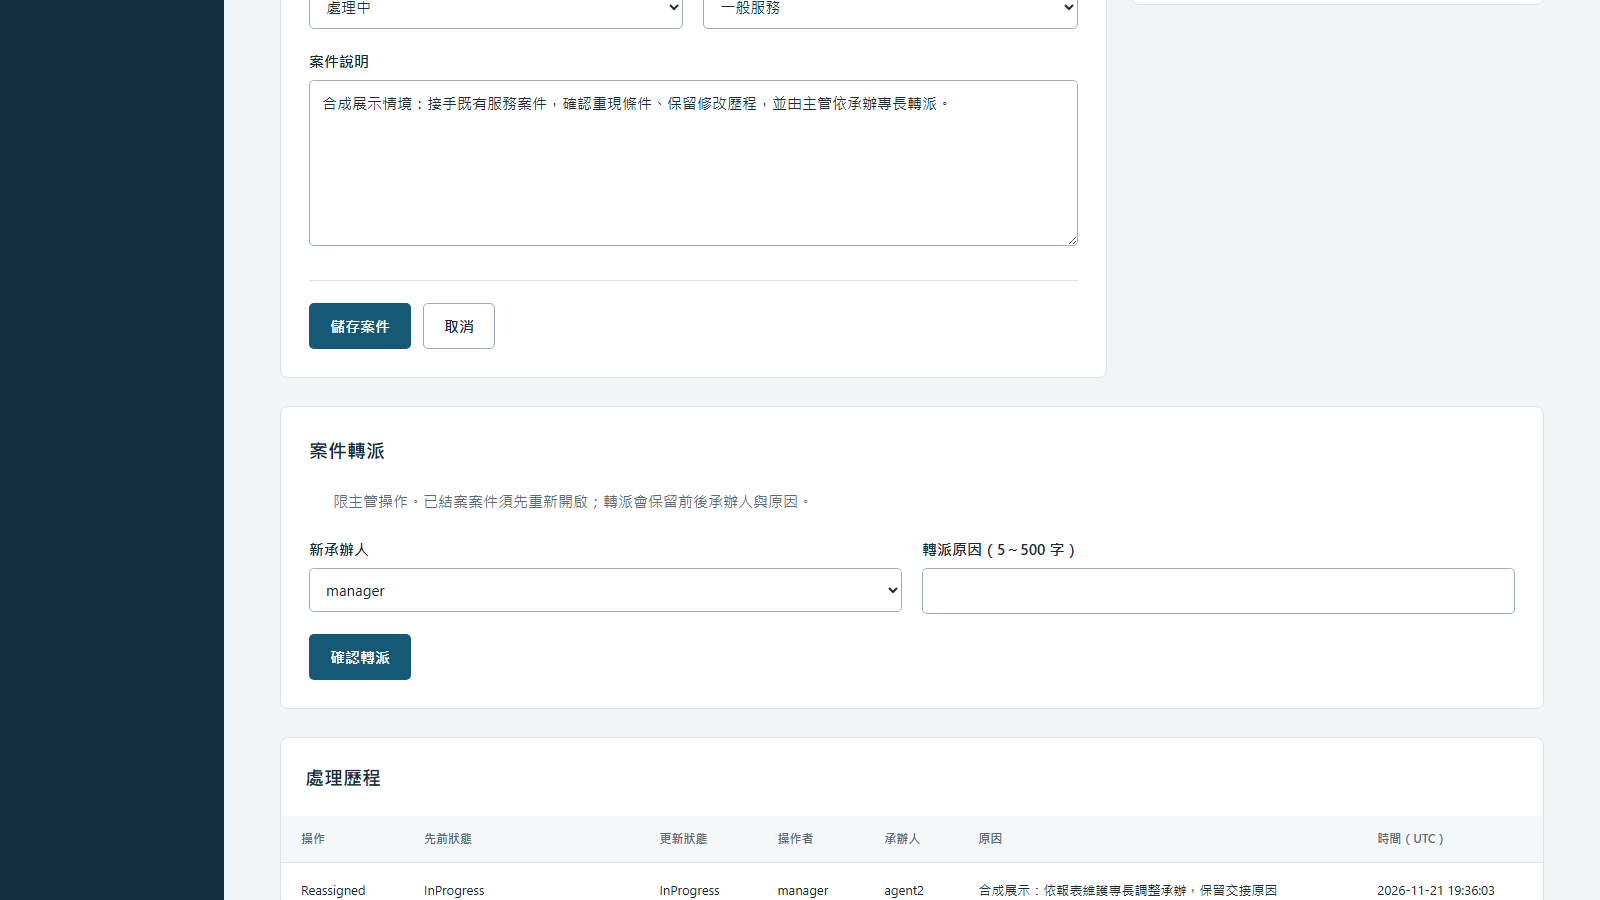 處理中 一般服務
案件說明
合成展示情境：接手既有服務案件，確認重現條件、保留修改歷程，並由主管依承辦專長轉派。
儲存案件 取消
案件轉派
限主管操作。已結案案件須先重新開啟；轉派會保留前後承辦人與原因。
新承辦人 轉派原因（5～500 字）
manager
確認轉派
處理歷程
操作 先前狀態 更新狀態 操作者 承辦人 原因 時間（UTC）
Reassigned InProgress InProgress manager agent2 合成展示：依報表維護專長調整承辦，保留交接原因 2026-11-21 19:36:03